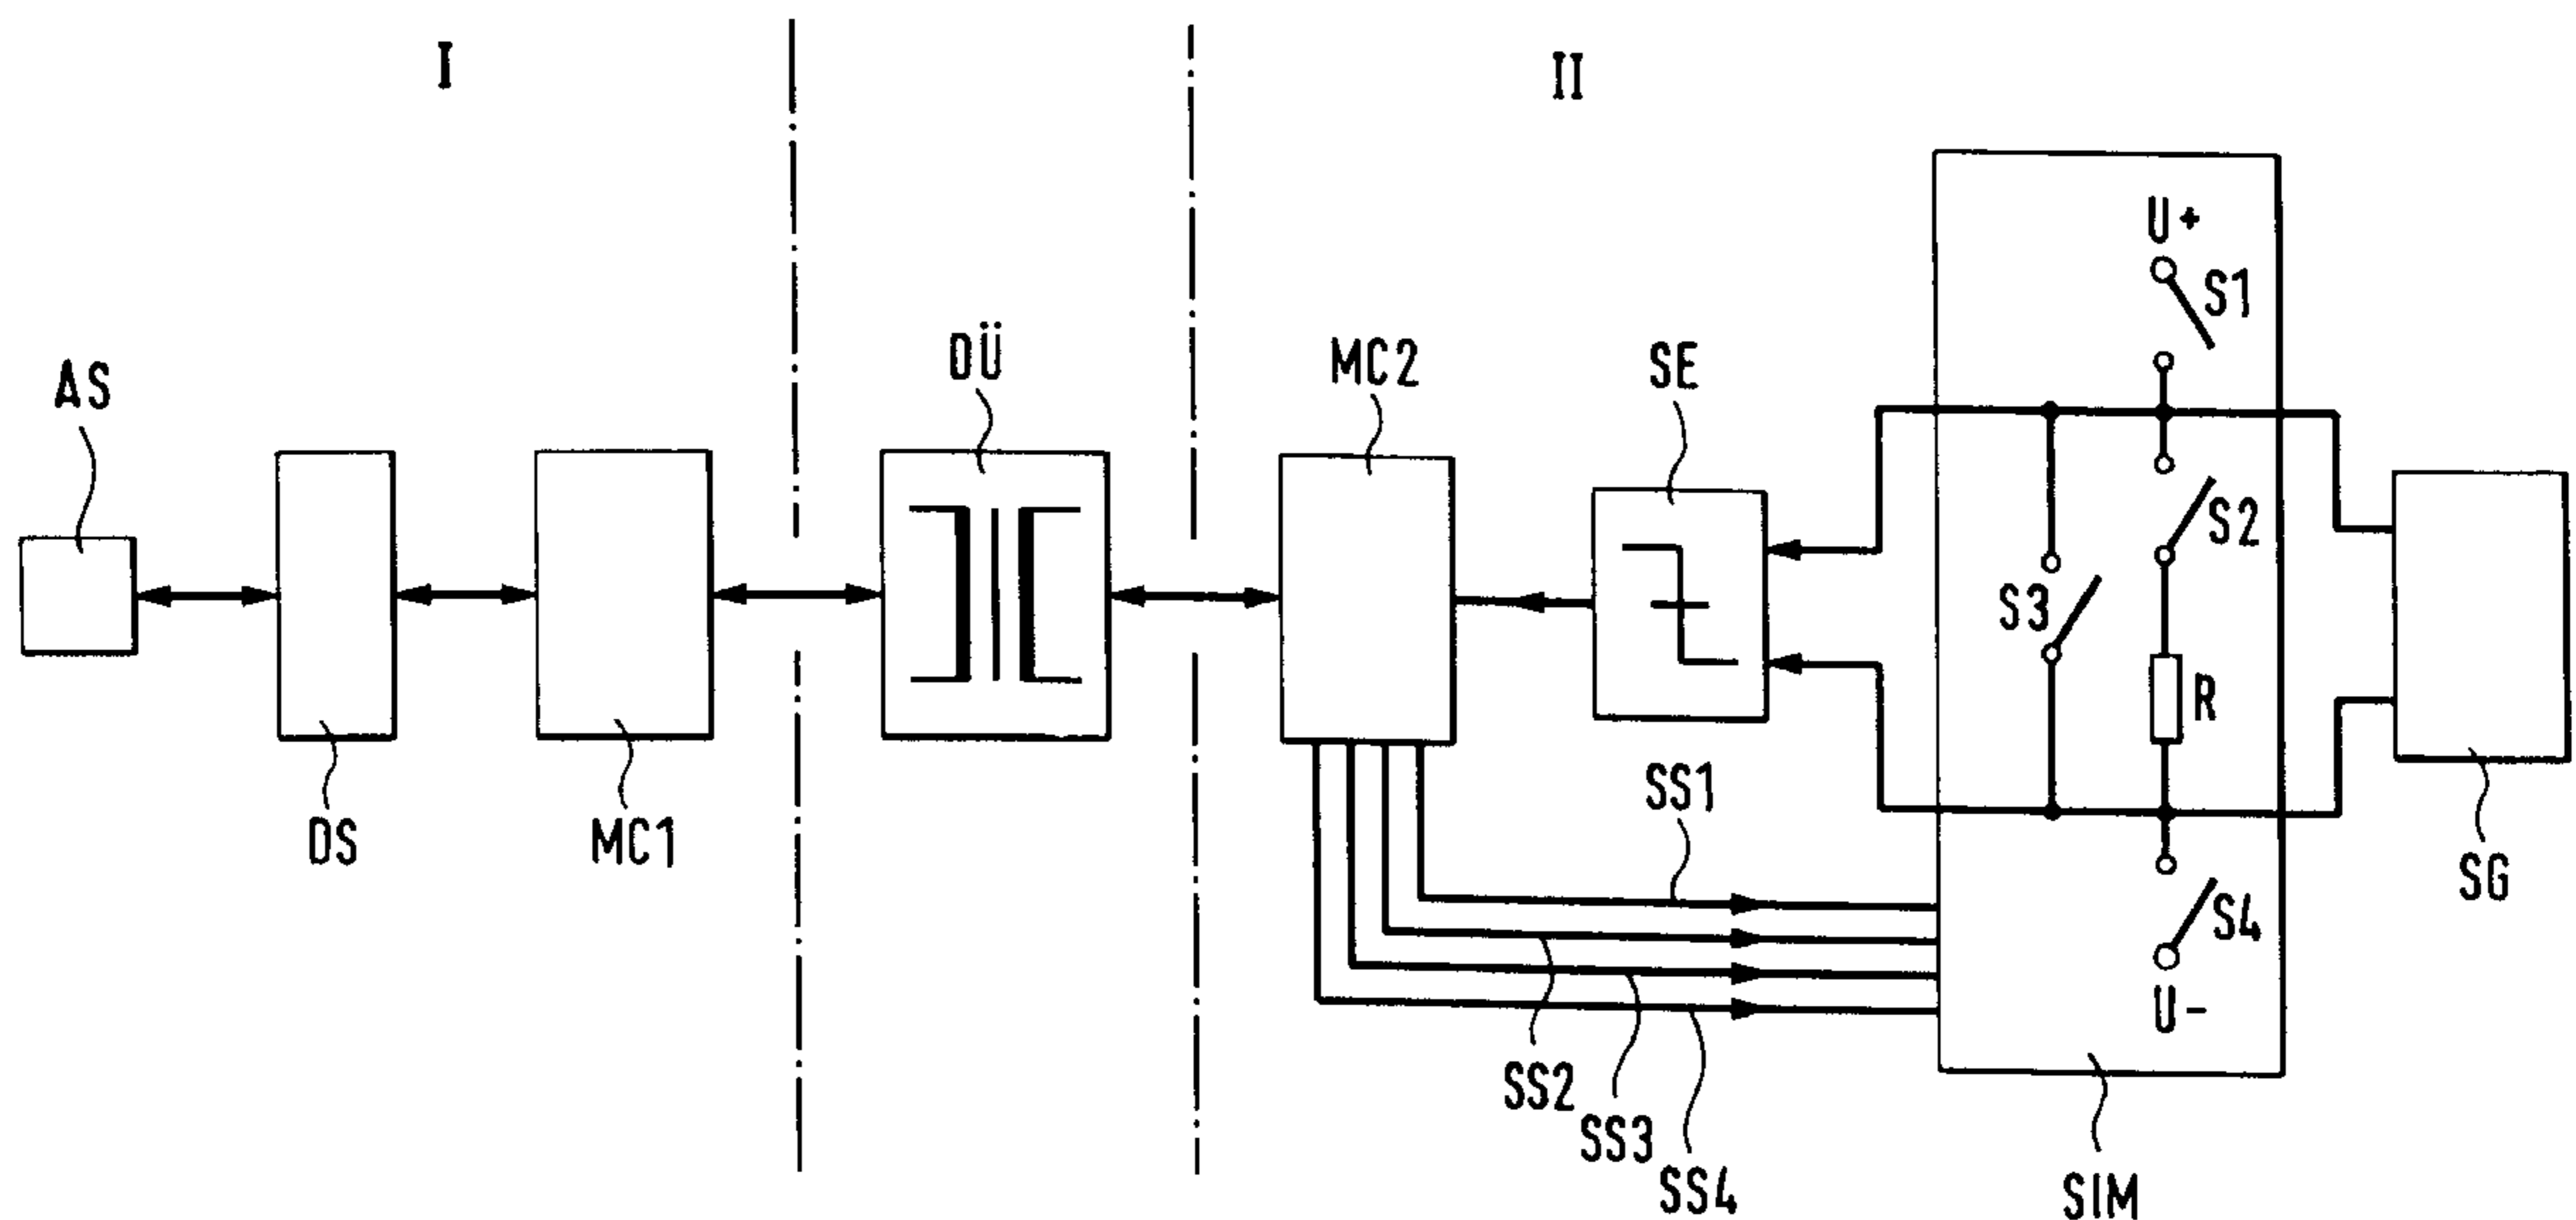 I
II
U+
S1
AS
DÜ
MC2
SE
S2
S3
R
DS
MC1
SS1
SG
S4
U-
SS2
SS3
SS4
SIM